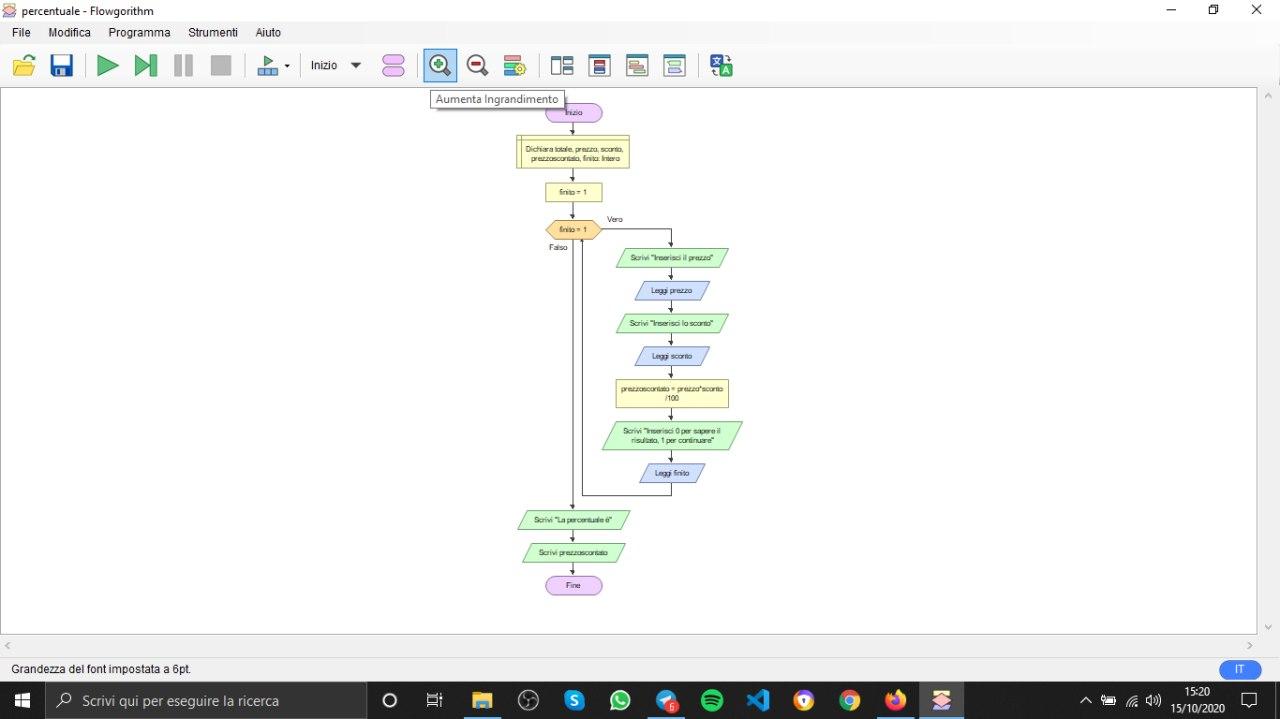 percentuale - Flowgorithm
File Modifica Programma Strumenti Aiuto
Inizio
Aumenta Ingrandimento
Inizio
Dichiara totale, prezzo, sconto,
prezzoscontato, finito: Intero
finito = 1
finito = 1
Vero
Falso
Scrivi "Inserisci il prezzo"
Leggi prezzo
Scrivi "Inserisci lo sconto"
Leggi sconto
prezzoscontato = prezzo*sconto
/100
Scrivi "Inserisci 0 per sapere il
risultato, 1 per continuare"
Leggi finito
Scrivi "La percentuale è"
Scrivi prezzoscontato
Fine
Grandezza del font impostata a 6pt.
IT
Scrivi qui per eseguire la ricerca
6
15:20
15/10/2020